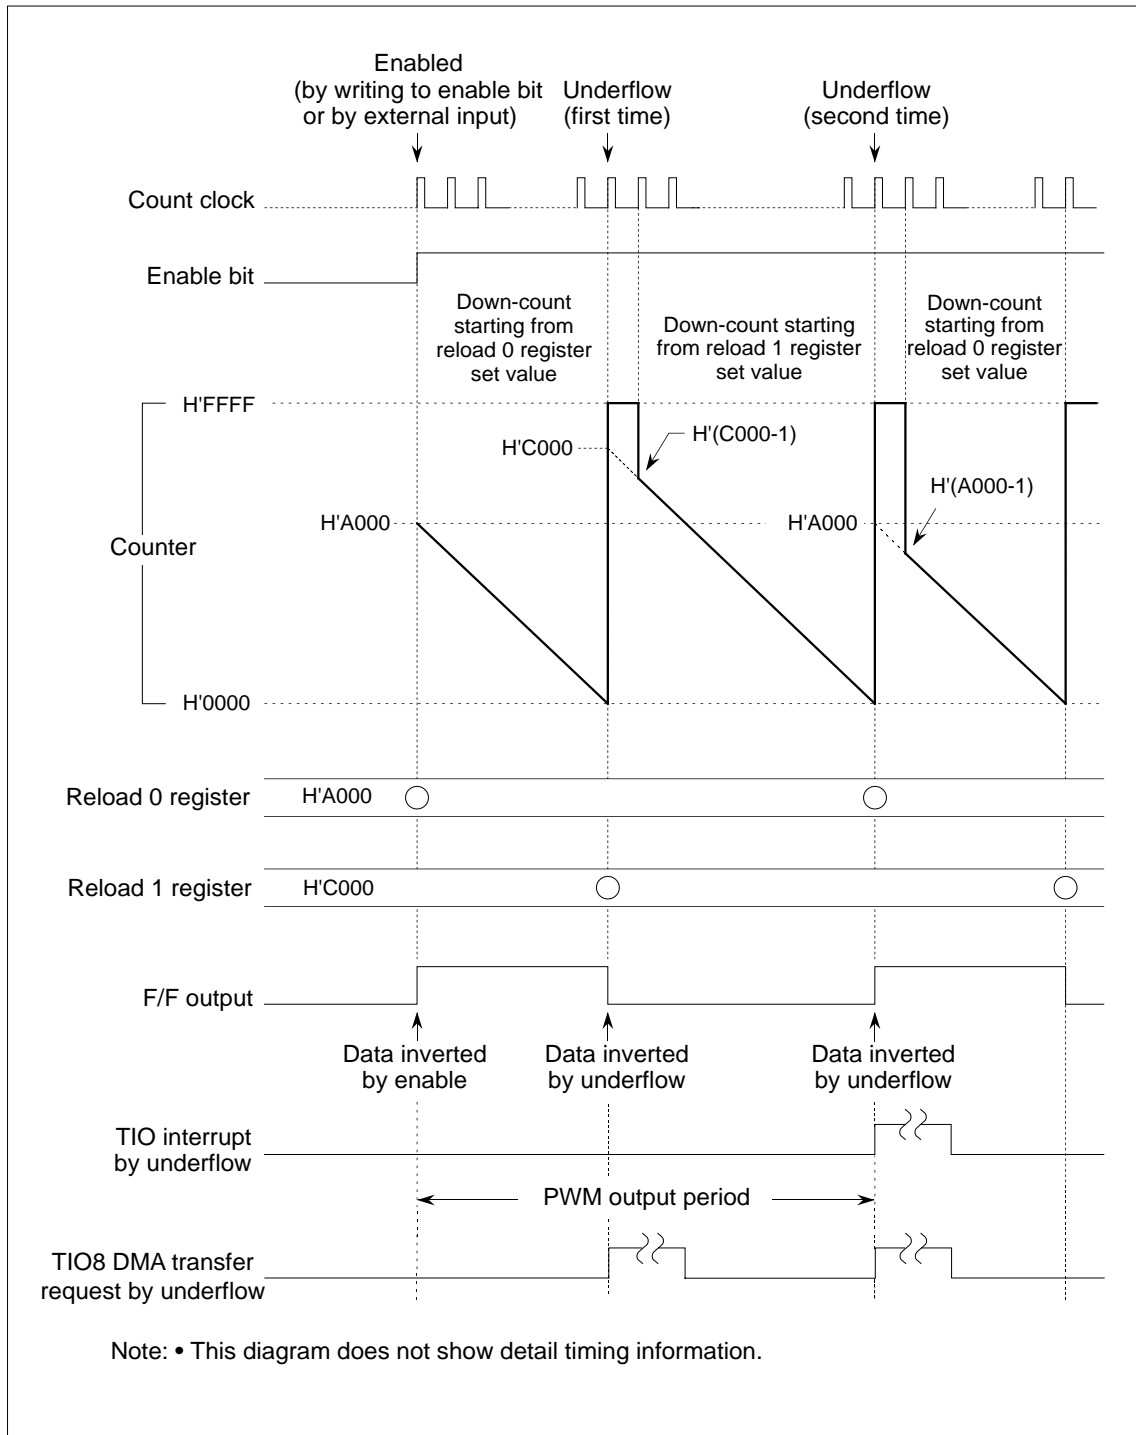 Enabled
(by writing to enable bit
or by external input)
Underflow
(first time)
Underflow
(second time)
Count clock
Enable bit
Down-count
starting from
reload 0 register
set value
Down-count starting
from reload 1 register
set value
Down-count
starting from
reload 0 register
set value
H'FFFF
H'C000
H'(C000-1)
H'(A000-1)
H'A000
H'A000
Counter
H'0000
Reload 0 register
H'A000
Reload 1 register
H'C000
F/F output
Data inverted
by enable
Data inverted
by underflow
Data inverted
by underflow
TIO interrupt
by underflow
PWM output period
TIO8 DMA transfer
request by underflow
Note: • This diagram does not show detail timing information.